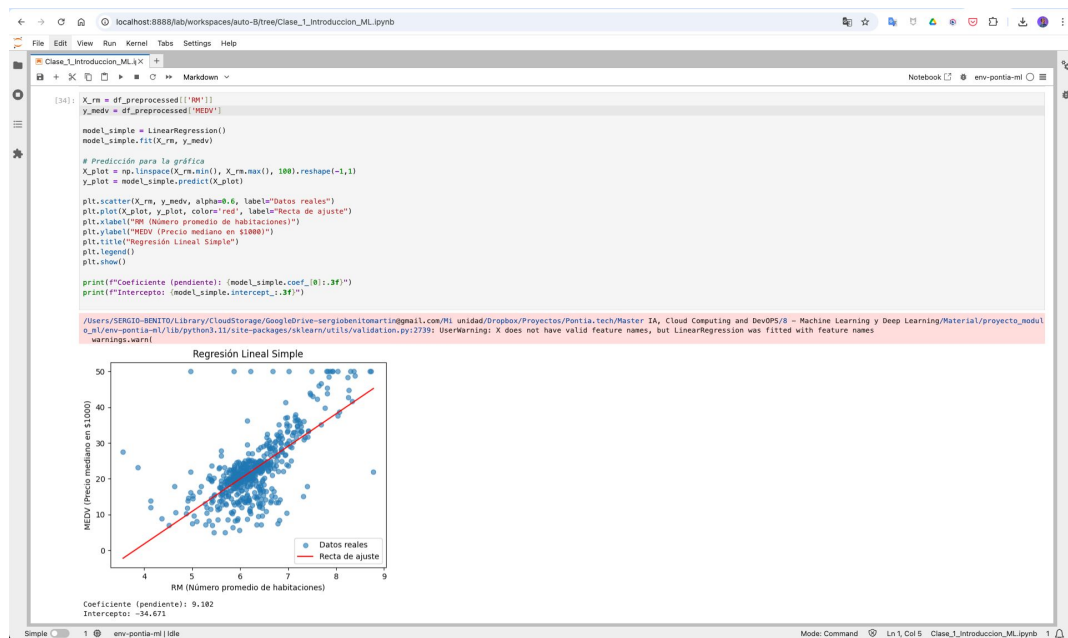 localhost:8888/lab/workspaces/auto-B/tree/Clase_1_Introduccion_ML.ipynb
File Edit View Run Kernel Tabs Settings Help
Clase_1_Introduccion_ML.i
Markdown
Notebook
env-pontia-ml
[34]: X_rm = df_preprocessed[['RM']]
y_medv = df_preprocessed['MEDV']
model_simple = LinearRegression()
model_simple.fit(X_rm, y_medv)
# Predicción para la gráfica
X_plot = np.linspace(X_rm.min(), X_rm.max(), 100).reshape(-1,1)
y_plot = model_simple.predict(X_plot)
plt.scatter(X_rm, y_medv, alpha=0.6, label="Datos reales")
plt.plot(X_plot, y_plot, color='red', label="Recta de ajuste")
plt.xlabel("RM (Número promedio de habitaciones)")
plt.ylabel("MEDV (Precio mediano en $1000)")
plt.title("Regresión Lineal Simple")
plt.legend()
plt.show()
print(f"Coeficiente (pendiente): {model_simple.coef_[0]:.3f}")
print(f"Intercepto: {model_simple.intercept_:.3f}")
/Users/SERGIO-BENITO/Library/CloudStorage/GoogleDrive-sergiobenitomartin@gmail.com/Mi unidad/Dropbox/Proyectos/Pontia.tech/Master IA, Cloud Computing and DevOPS/8 – Machine Learning y Deep Learning/Material/proyecto_modul
o_ml/env-pontia-ml/lib/python3.11/site-packages/sklearn/utils/validation.py:2739: UserWarning: X does not have valid feature names, but LinearRegression was fitted with feature names
warnings.warn(
Regresión Lineal Simple
MEDV (Precio mediano en $1000)
50
40
30
20
10
0
Datos reales
Recta de ajuste
4 5 6 7 8 9
RM (Número promedio de habitaciones)
Coeficiente (pendiente): 9.102
Intercepto: -34.671
Simple 1 env-pontia-ml | Idle Mode: Command Ln 1, Col 5 Clase_1_Introduccion_ML.ipynb 1